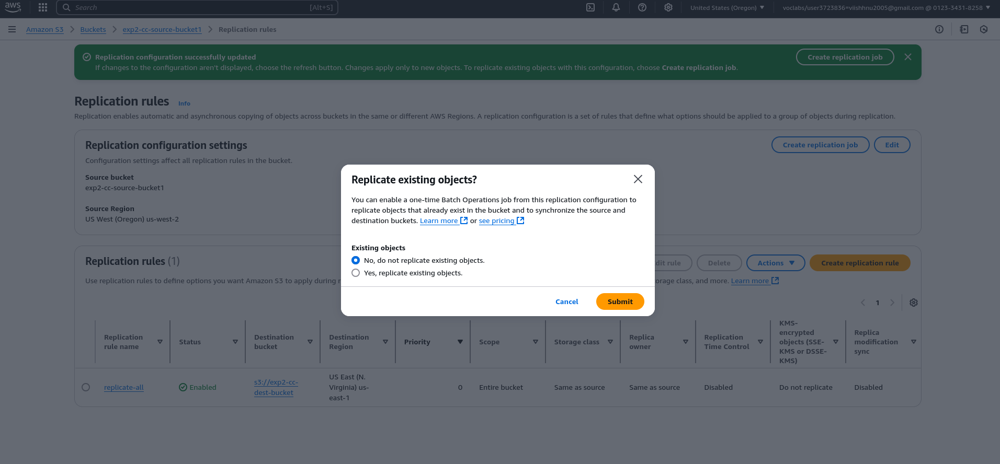 aws
Search
[Alt+S]
United States (Oregon)
voclabs/user3723836=viishhnu2005@gmail.com @ 0123-3431-8258
Amazon S3
Buckets
exp2-cc-source-bucket1
Replication rules
Replication configuration successfully updated
If changes to the configuration aren't displayed, choose the refresh button. Changes apply only to new objects. To replicate existing objects with this configuration, choose Create replication job.
Create replication job
Replication rules
Info
Replication enables automatic and asynchronous copying of objects across buckets in the same or different AWS Regions. A replication configuration is a set of rules that define what options should be applied to a group of objects during replication.
Replication configuration settings
Create replication job
Edit
Configuration settings affect all replication rules in the bucket.
Source bucket
exp2-cc-source-bucket1
Source Region
US West (Oregon) us-west-2
Replicate existing objects?
You can enable a one-time Batch Operations job from this replication configuration to
replicate objects that already exist in the bucket and to synchronize the source and
destination buckets. Learn more or see pricing
Existing objects
No, do not replicate existing objects.
Yes, replicate existing objects.
Cancel
Submit
Replication rules (1)
dit rule
Delete
Actions
Create replication rule
Use replication rules to define options you want Amazon S3 to apply during r
orage class, and more. Learn more
1
Replication
rule name
Status
Destination
bucket
Destination
Region
Priority
Scope
Storage class
Replica
owner
Replication
Time Control
KMS-
encrypted
objects (SSE-
KMS or DSSE-
KMS)
Replica
modification
sync
replicate-all
Enabled
s3://exp2-cc-
dest-bucket
US East (N.
Virginia) us-
east-1
0
Entire bucket
Same as source
Same as source
Disabled
Do not replicate
Disabled